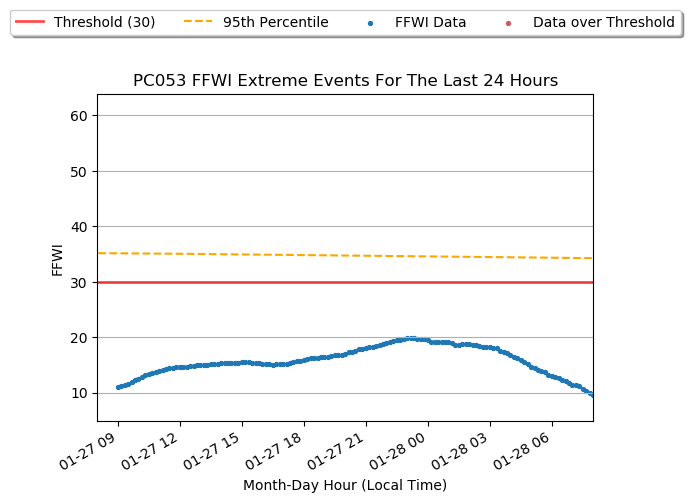 Threshold (30) 95th Percentile FFWI Data Data over Threshold
PC053 FFWI Extreme Events For The Last 24 Hours
60
50
40
30
20
10
FFWI
01-27 09 01-27 12 01-27 15 01-27 18 01-27 21 01-28 00 01-28 03 01-28 06
Month-Day Hour (Local Time)